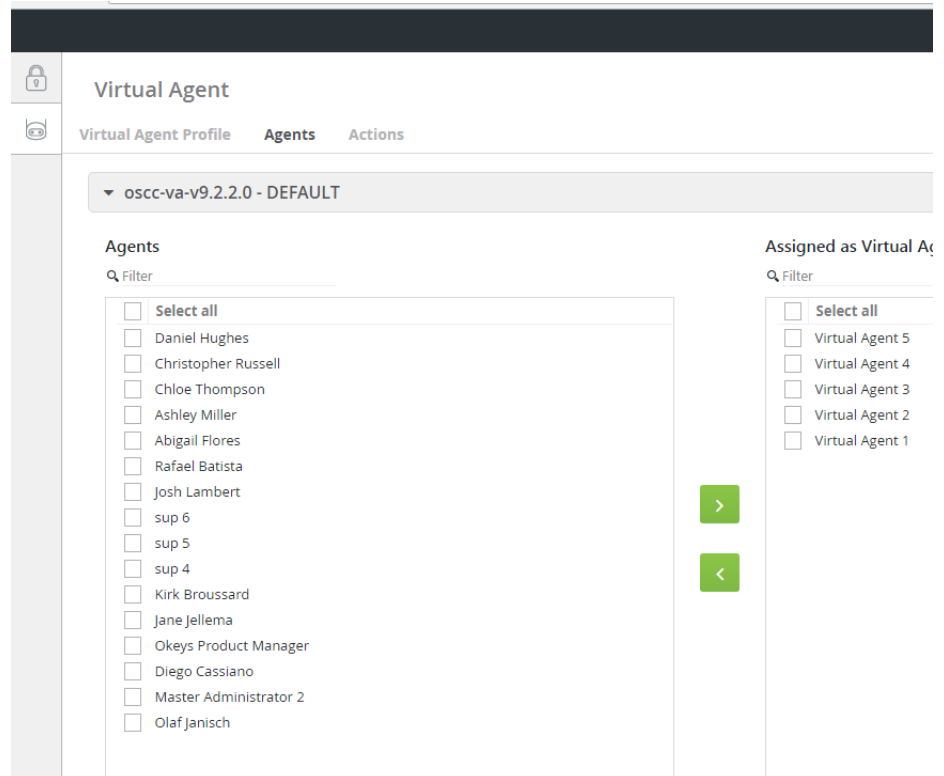 Virtual Agent
Virtual Agent Profile Agents Actions
oscc-va-v9.2.2.0 - DEFAULT
Agents
Filter
Select all
Daniel Hughes
Christopher Russell
Chloe Thompson
Ashley Miller
Abigail Flores
Rafael Batista
Josh Lambert
sup 6
sup 5
sup 4
Kirk Broussard
Jane Jellema
Okeys Product Manager
Diego Cassiano
Master Administrator 2
Olaf Janisch
Assigned as Virtual
Filter
Select all
Virtual Agent 5
Virtual Agent 4
Virtual Agent 3
Virtual Agent 2
Virtual Agent 1